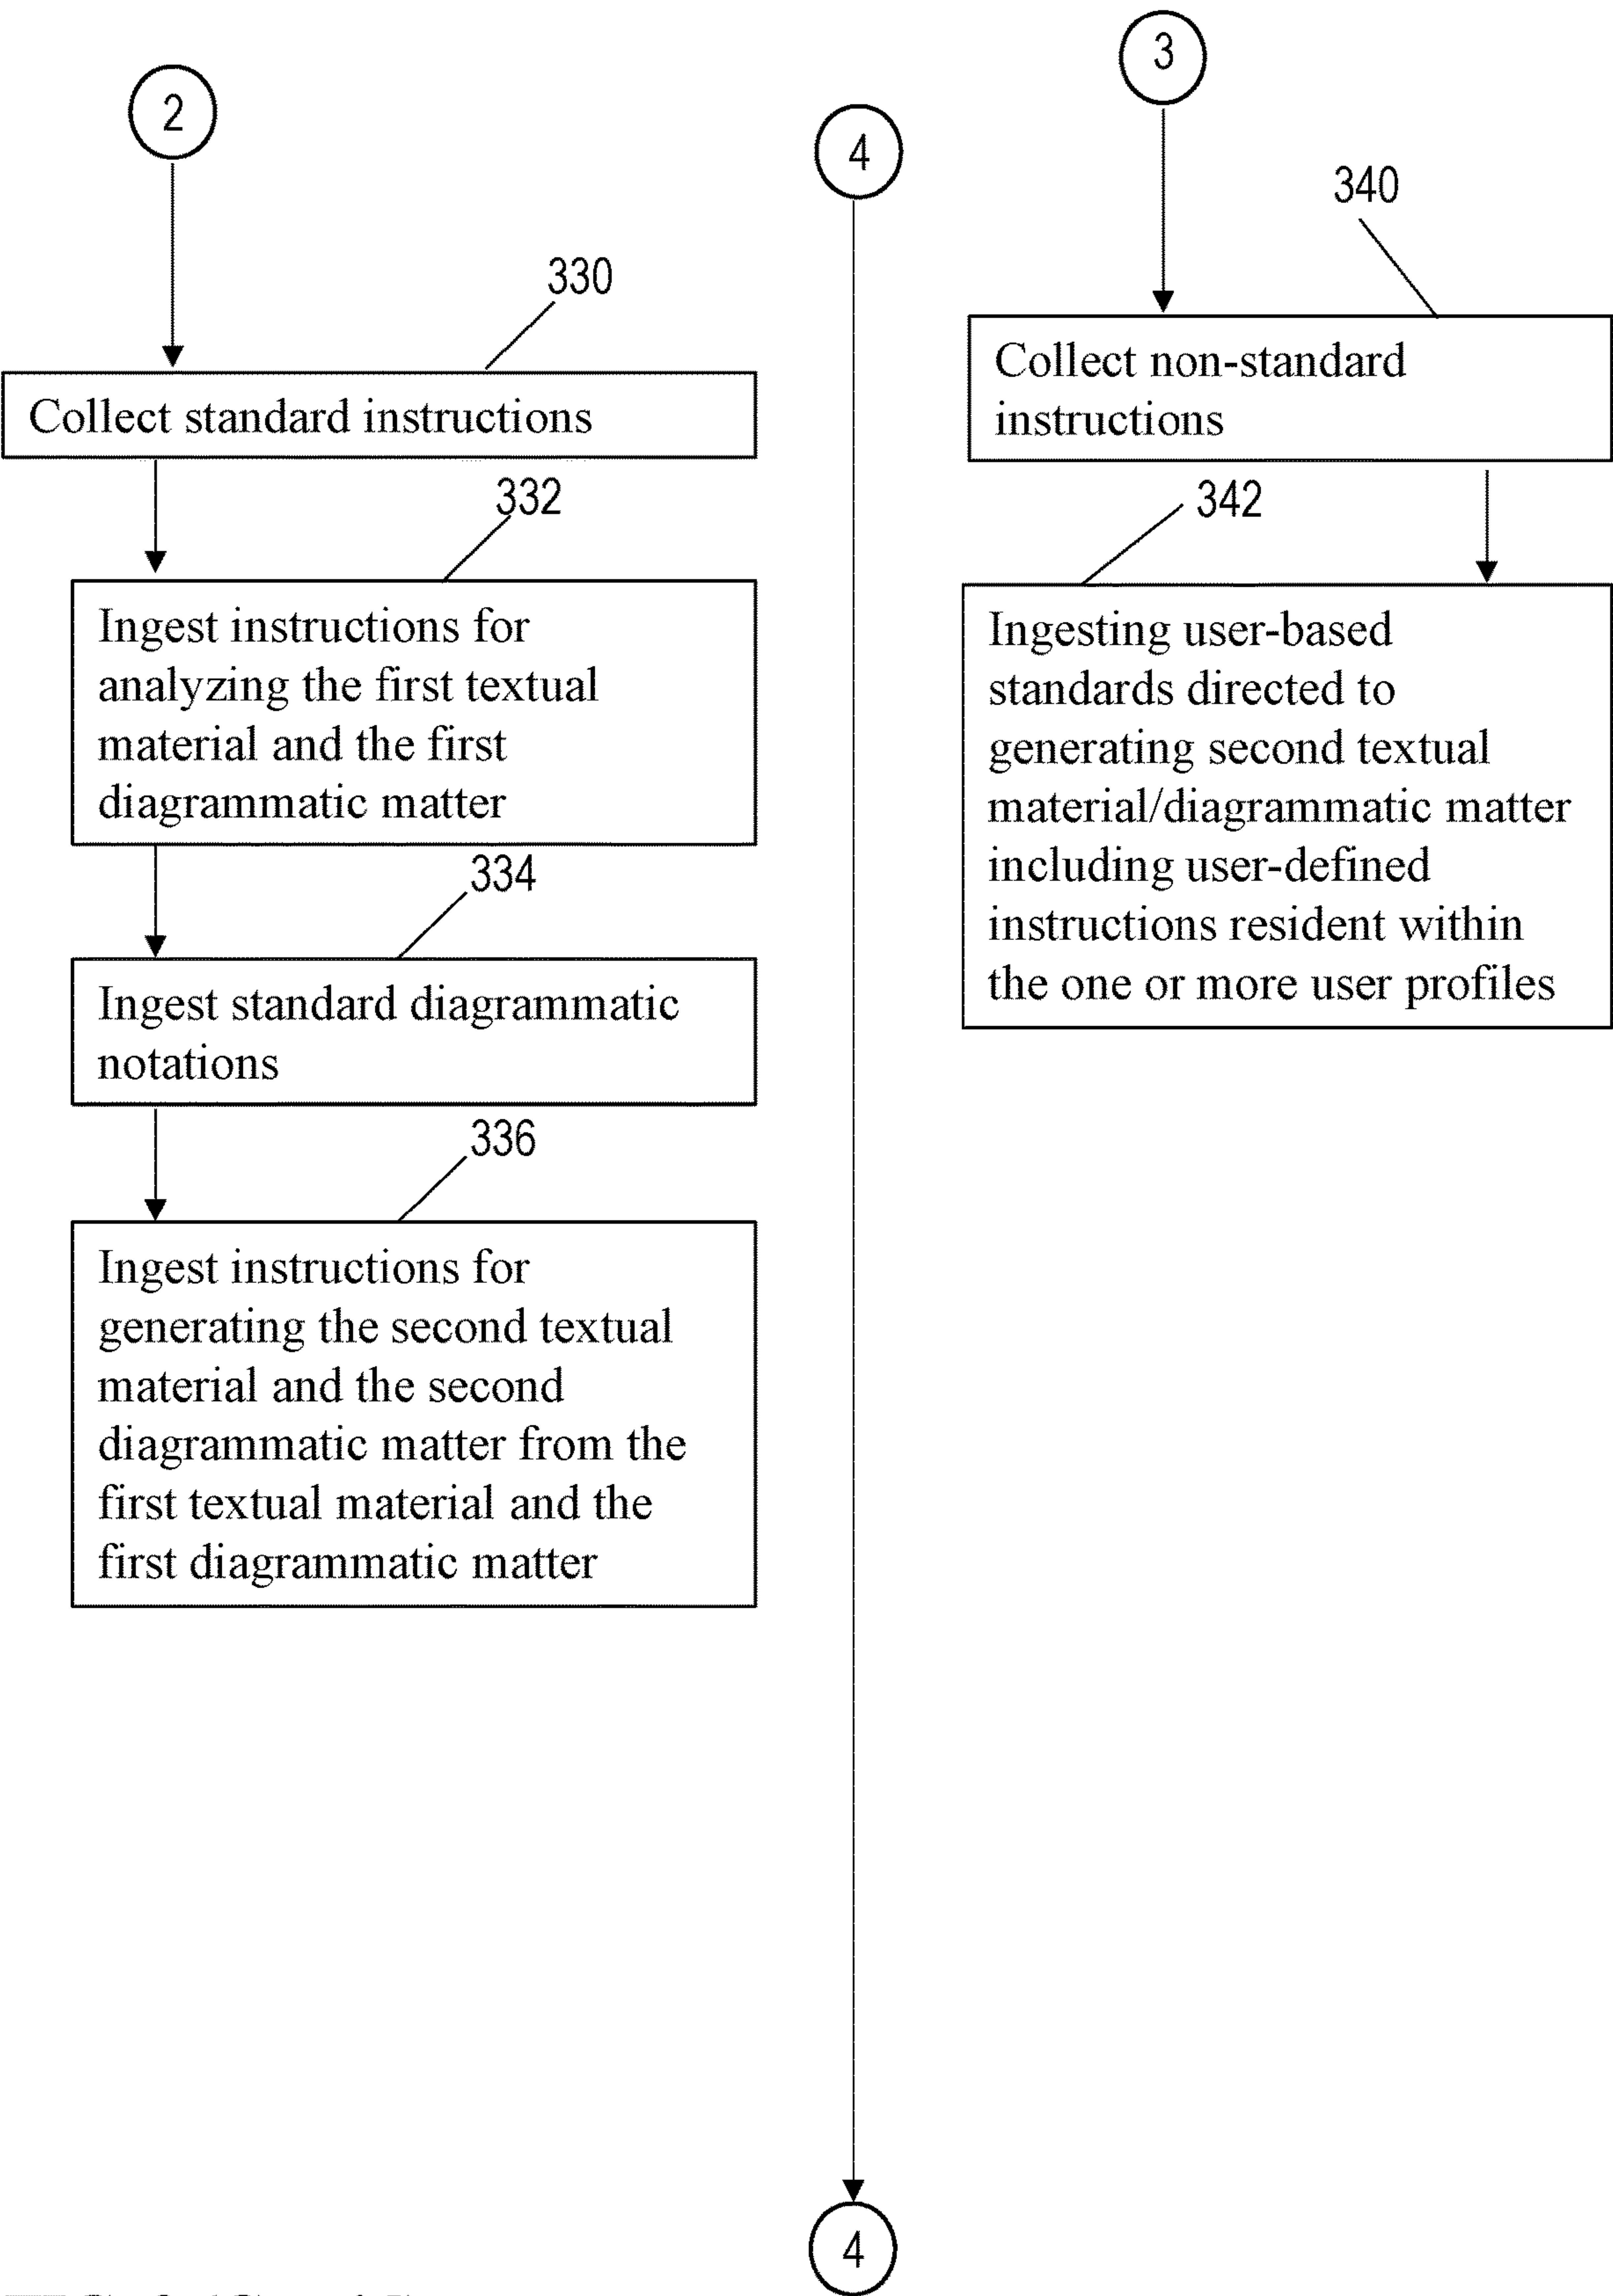 2
330
Collect standard instructions
332
Ingest instructions for
analyzing the first textual
material and the first
diagrammatic matter
334
Ingest standard diagrammatic
notations
336
Ingest instructions for
generating the second textual
material and the second
diagrammatic matter from the
first textual material and the
first diagrammatic matter
4
4
3
340
Collect non-standard
instructions
342
Ingesting user-based
standards directed to
generating second textual
material/diagrammatic matter
including user-defined
instructions resident within
the one or more user profiles